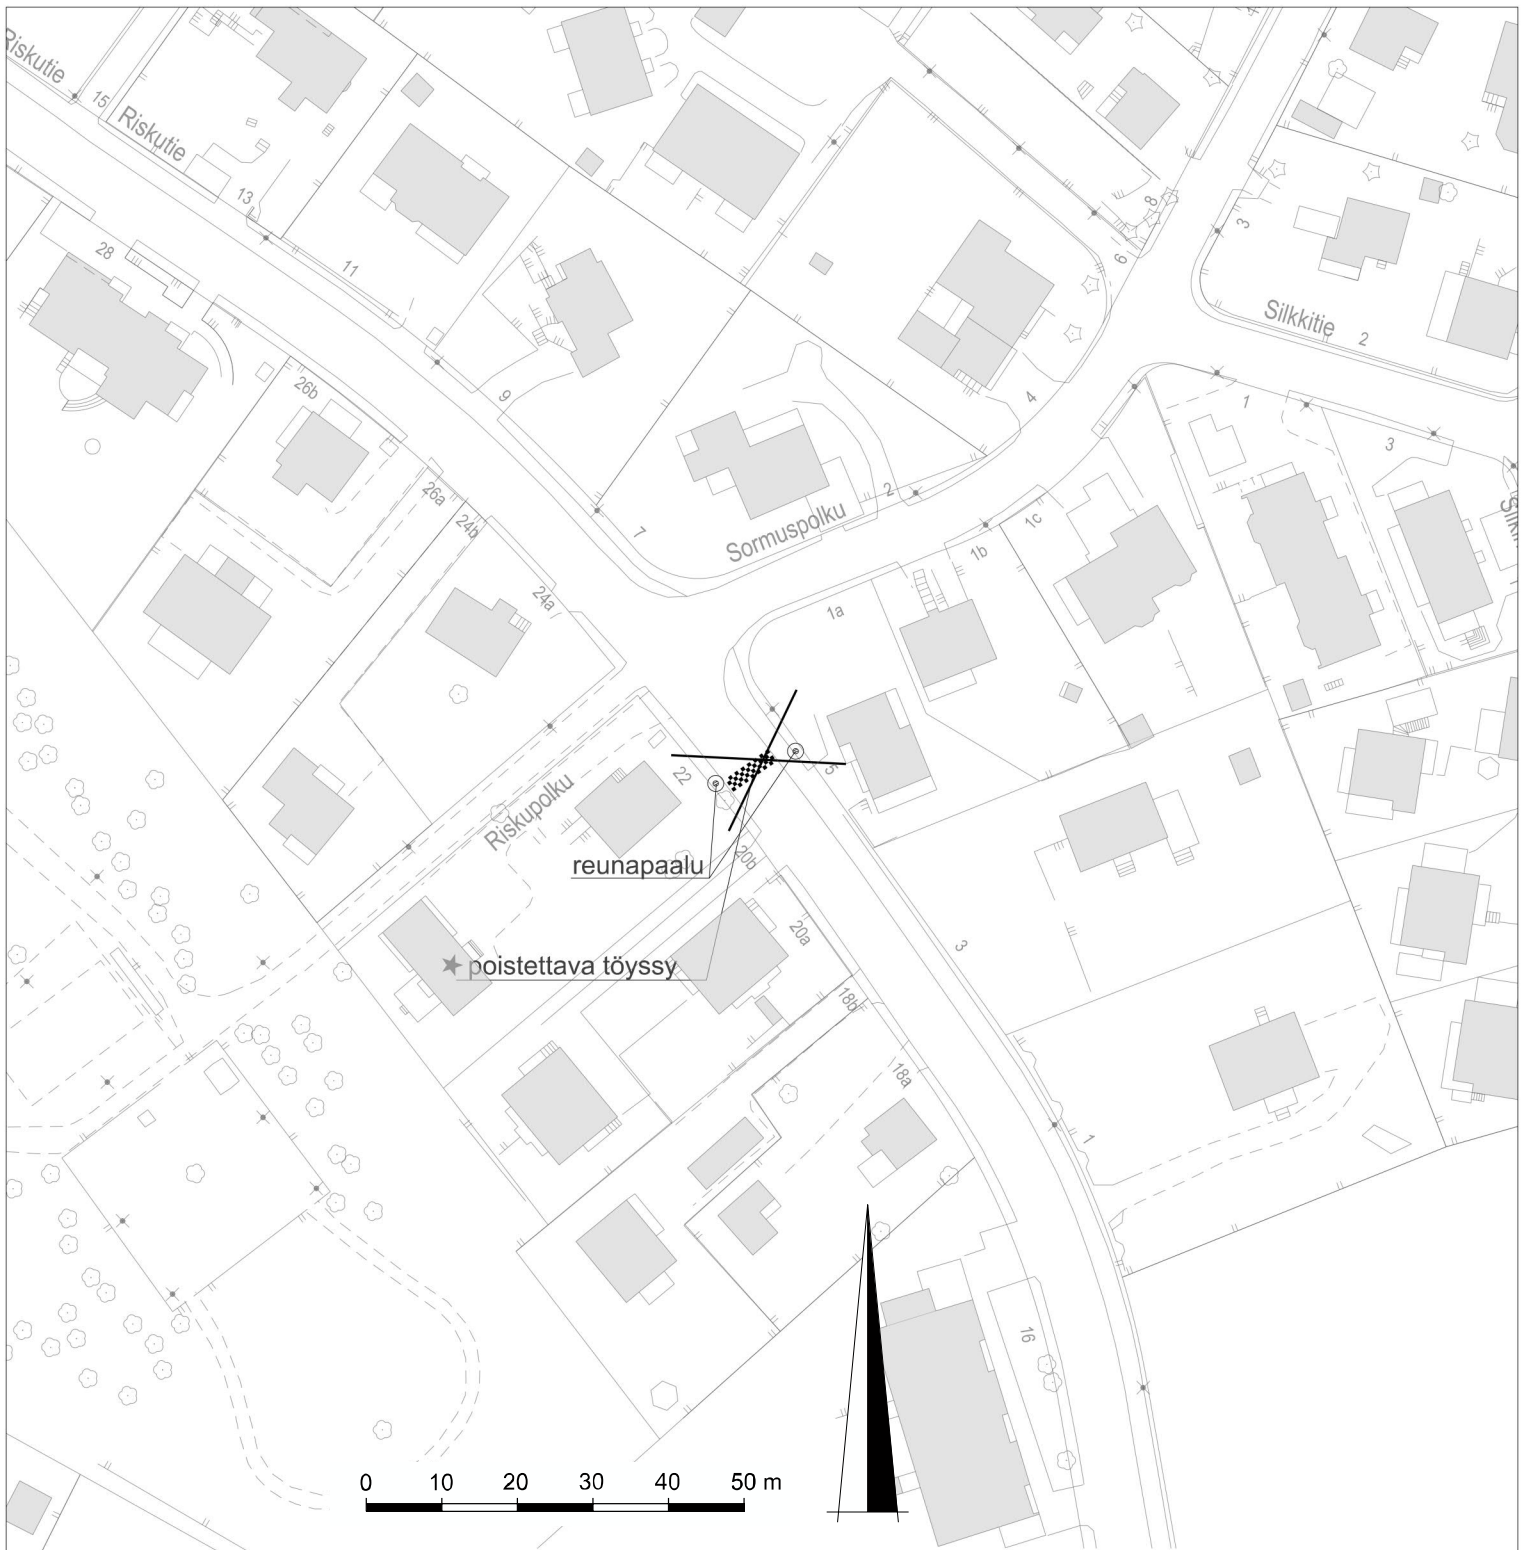 Riskutie
15
Riskutie
13
11
28
8
3
6
Silkkitie
2
26b
9
4
1
3
26a
24b
7
2
Sormuspolku
1c
1b
24a
1a
22
5
Riskupolku
reunapaalu
20b
20a
3
poistettava töyssy
18b
18a
1
16
0 10 20 30 40 50 m